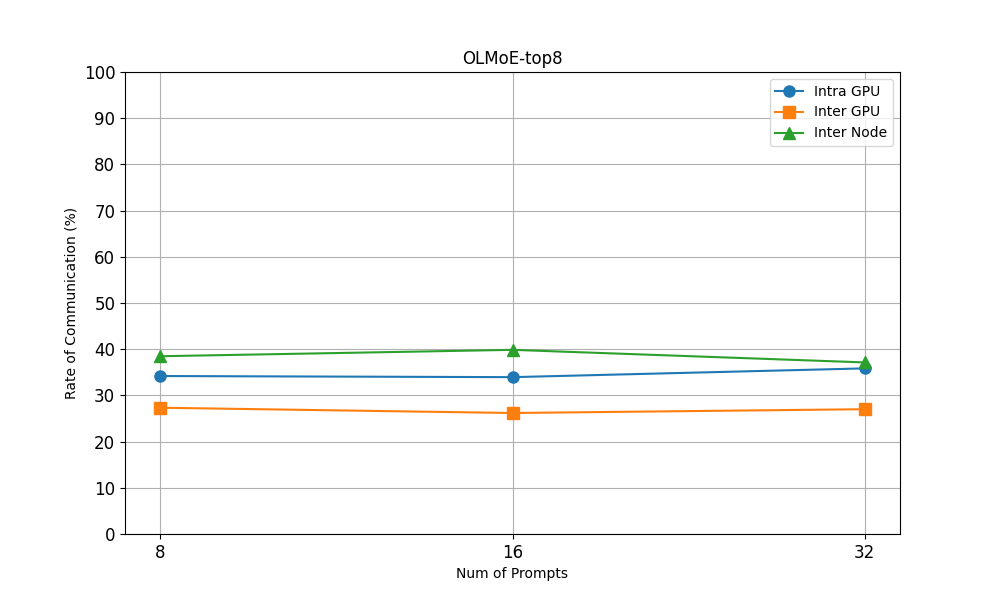 OLMoE-top8
Intra GPU
Inter GPU
Inter Node
Rate of Communication (%)
100
90
80
70
60
50
40
30
20
10
0
8
16
32
Num of Prompts